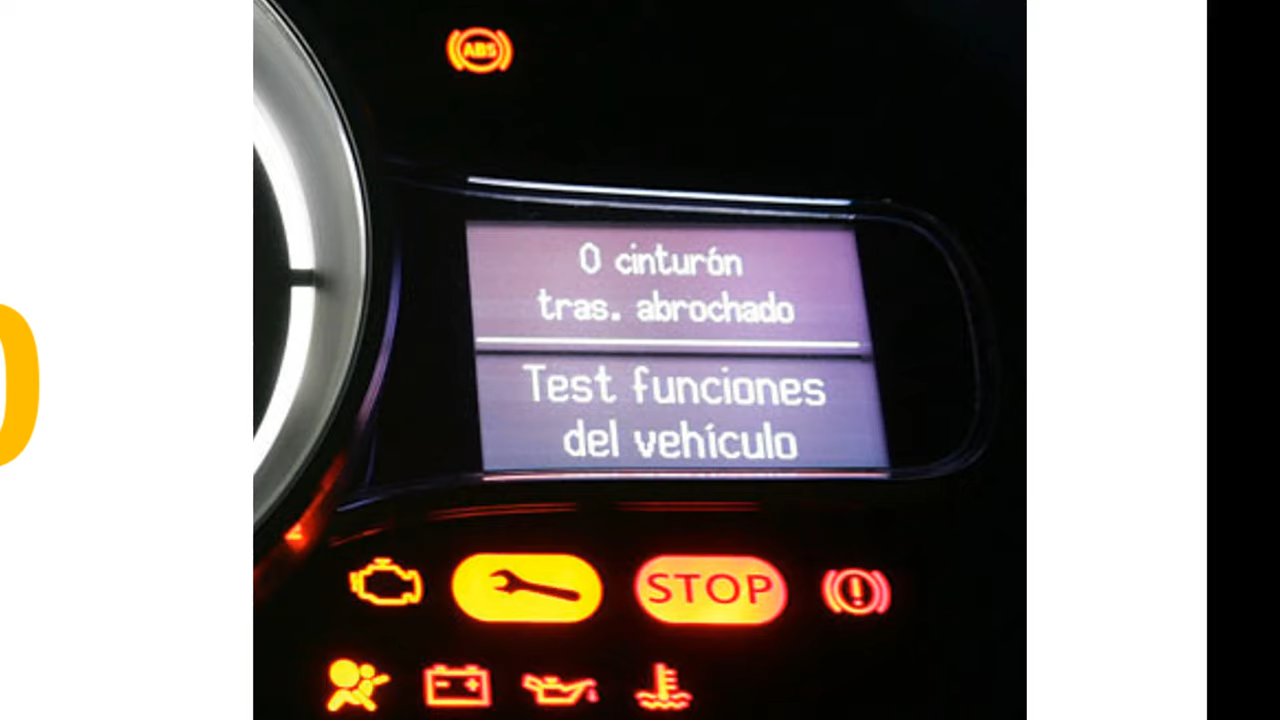 ABS
0 cinturón
tras. abrochado
Test funciones
del vehículo
STOP